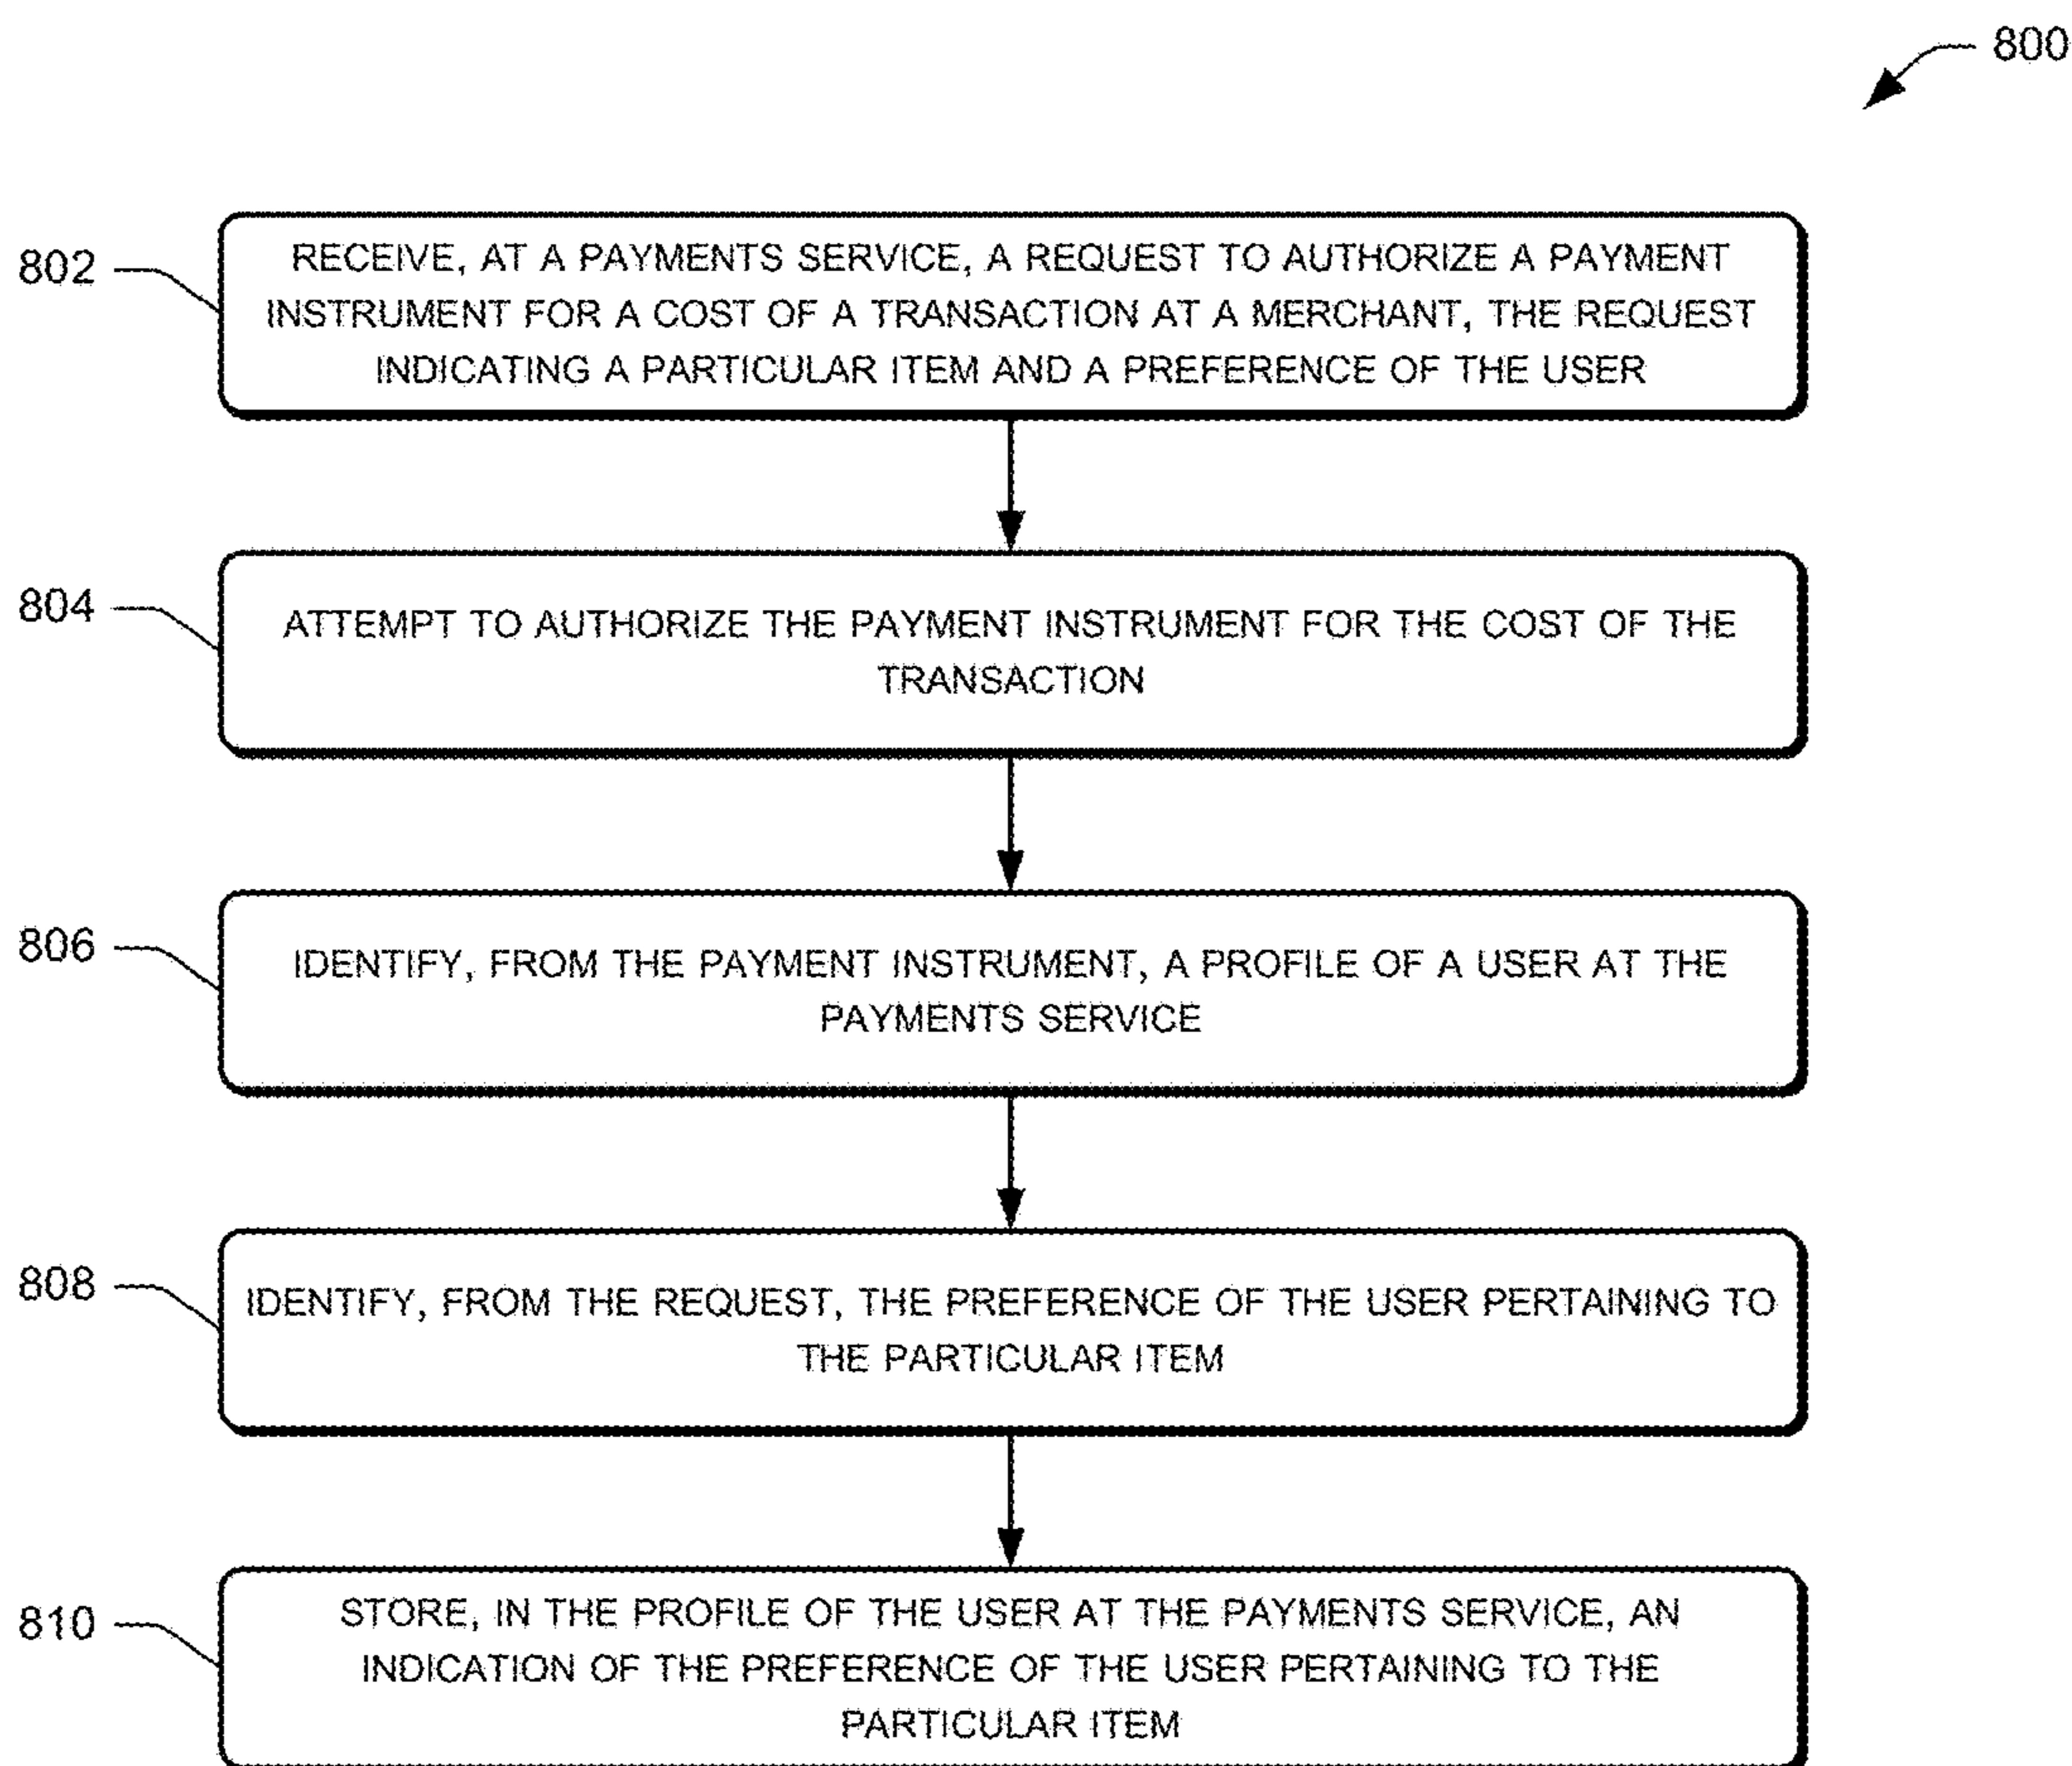 800
802
RECEIVE, AT A PAYMENTS SERVICE, A REQUEST TO AUTHORIZE A PAYMENT
INSTRUMENT FOR A COST OF A TRANSACTION AT A MERCHANT, THE REQUEST
INDICATING A PARTICULAR ITEM AND A PREFERENCE OF THE USER
804
ATTEMPT TO AUTHORIZE THE PAYMENT INSTRUMENT FOR THE COST OF THE
TRANSACTION
806
IDENTIFY, FROM THE PAYMENT INSTRUMENT, A PROFILE OF A USER AT THE
PAYMENTS SERVICE
808
IDENTIFY, FROM THE REQUEST, THE PREFERENCE OF THE USER PERTAINING TO
THE PARTICULAR ITEM
810
STORE, IN THE PROFILE OF THE USER AT THE PAYMENTS SERVICE, AN
INDICATION OF THE PREFERENCE OF THE USER PERTAINING TO THE
PARTICULAR ITEM